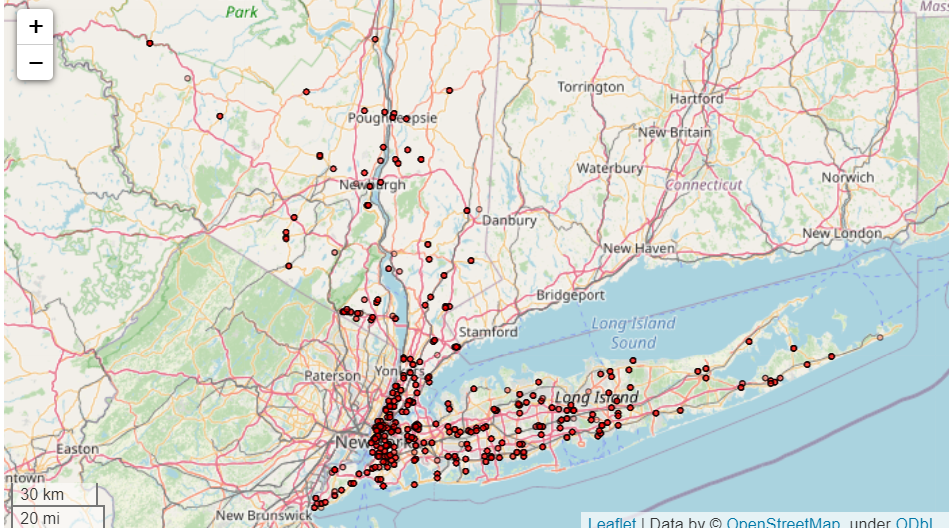 Park
Mass
+
−
Torrington
Hartford
Poughkeepsie
New Britain
Waterbury
Norwich
Newburgh
Connecticut
Danbury
New London
New Haven
Bridgeport
Long Island
Sound
Stamford
Paterson
Yonkers
Long Island
New York
Easton
ntown
30 km
20 mi
New Brunswick
Leaflet | Data by © OpenStreetMap, under ODbL